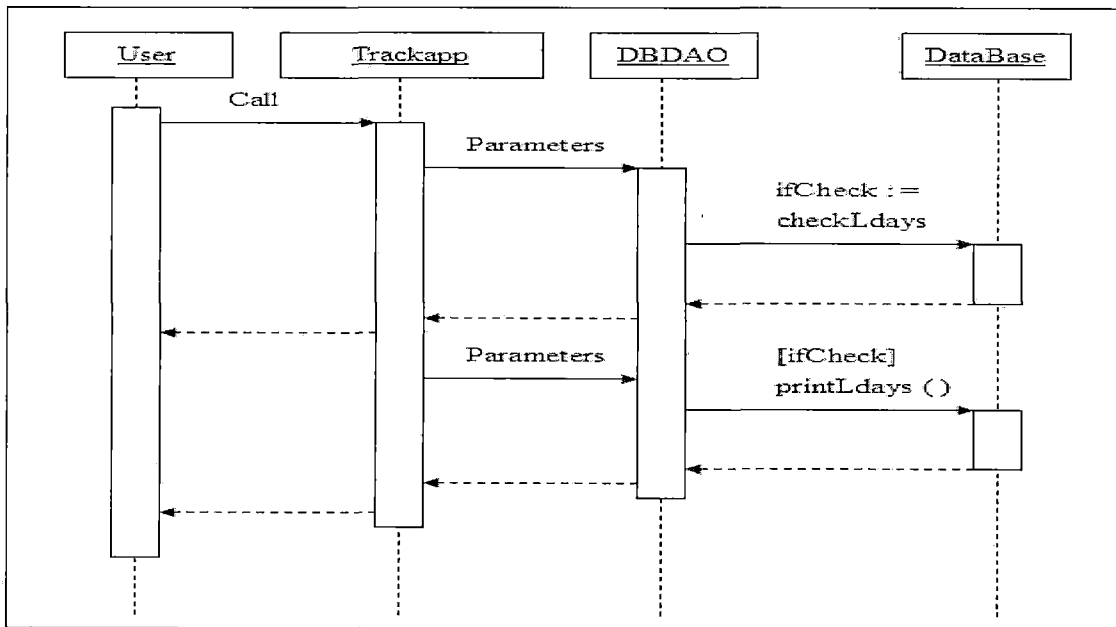 User
Trackapp
DBDAO
DataBase
Call
Parameters
ifCheck :=
checkLdays
Parameters
[ifCheck]
printLdays ()